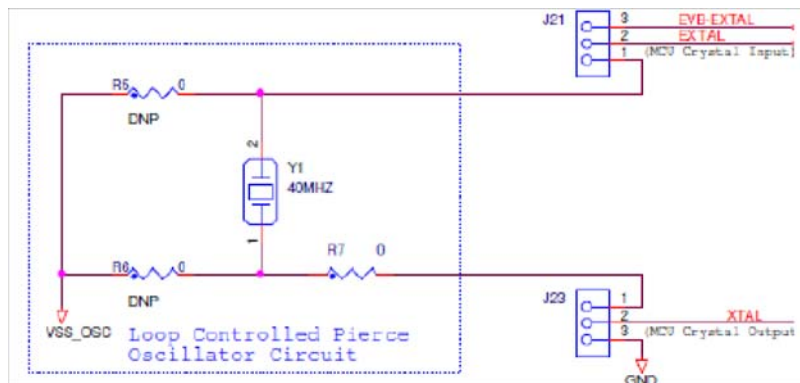 J21
3 EVB-EXTAL
2 EXTAL
1 (MCU Crystal Input)
R5 0
DNP
2
Y1
40MHZ
1
R7 0
R6 0
DNP
VSS_OSC
Loop Controlled Pierce
Oscillator Circuit
J23
1
2 XTAL
3 (MCU Crystal Output
GND